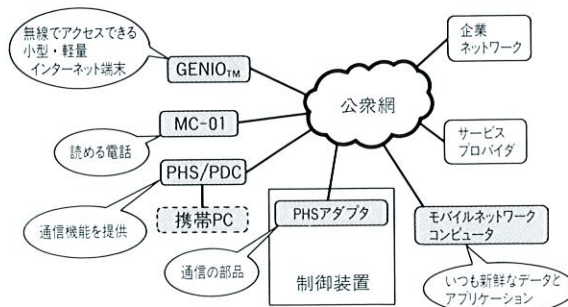 無線でアクセスできる
小型・軽量
インターネット端末
GENIO™
MC-01
読める電話
PHS/PDC
携帯PC
通信機能を提供
公衆網
企業
ネットワーク
サービス
プロバイダ
モバイルネットワーク
コンピュータ
いつも新鮮なデータと
アプリケーション
PHSアダプタ
通信の部品
制御装置